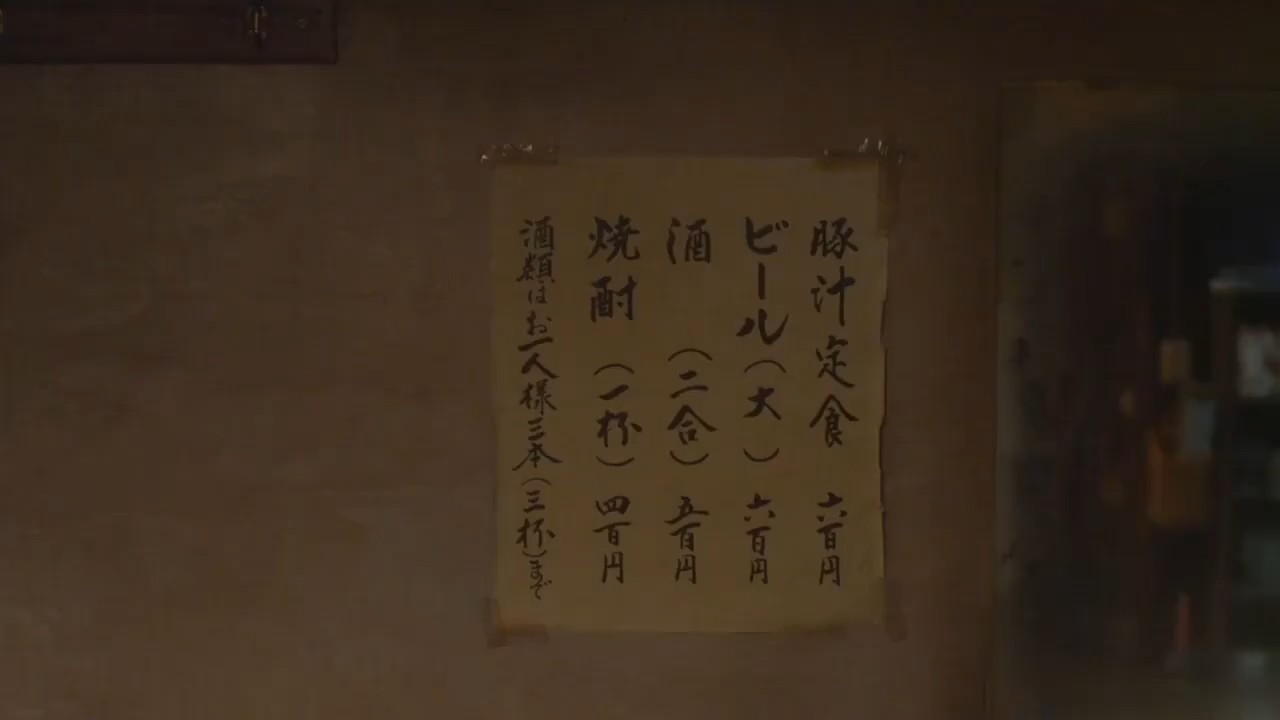 豚汁定食 六百円
ビール(大) 六百円
酒 (二合) 五百円
焼酎 (一杯) 四百円
酒類はお一人様三本(三杯)まで